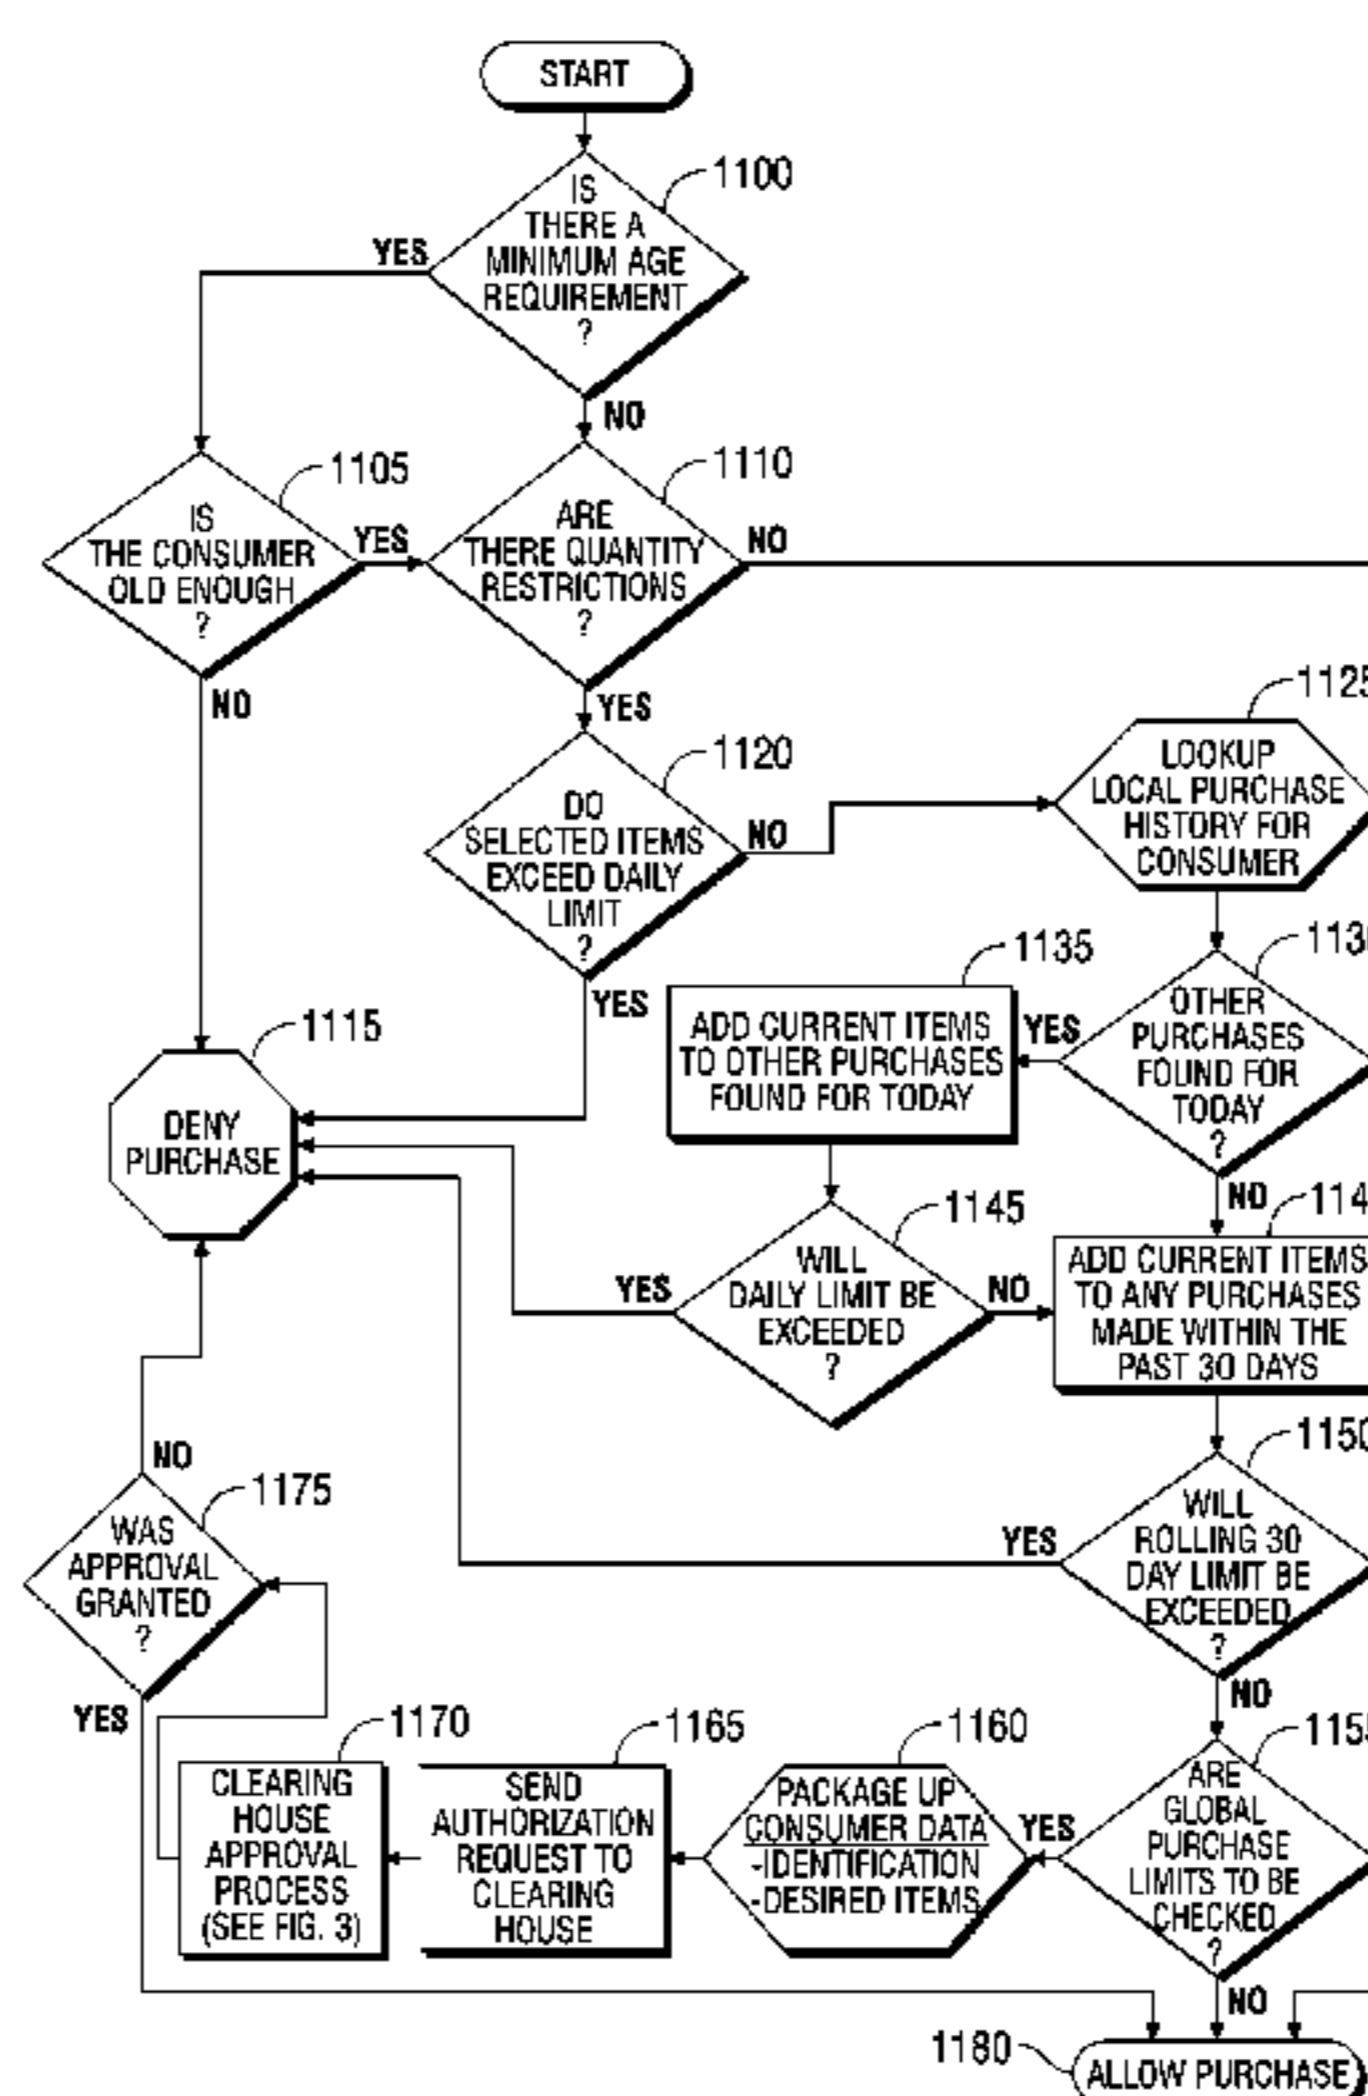 START
1100
IS
THERE A
MINIMUM AGE
REQUIREMENT
?
YES
NO
1105
IS
THE CONSUMER
OLD ENOUGH
?
YES
NO
1110
ARE
THERE QUANTITY
RESTRICTIONS
?
NO
YES
1120
DO
SELECTED ITEMS
EXCEED DAILY
LIMIT
?
NO
YES
1125
LOOKUP
LOCAL PURCHASE
HISTORY FOR
CONSUMER
113
OTHER
PURCHASES
FOUND FOR
TODAY
?
YES
NO
1135
ADD CURRENT ITEMS
TO OTHER PURCHASES
FOUND FOR TODAY
1115
DENY
PURCHASE
114
ADD CURRENT ITEMS
TO ANY PURCHASES
MADE WITHIN THE
PAST 30 DAYS
1145
WILL
DAILY LIMIT BE
EXCEEDED
?
YES
NO
1150
WILL
ROLLING 30
DAY LIMIT BE
EXCEEDED
?
YES
NO
1175
WAS
APPROVAL
GRANTED
?
NO
YES
1170
CLEARING
HOUSE
APPROVAL
PROCESS
(SEE FIG. 3)
1165
SEND
AUTHORIZATION
REQUEST TO
CLEARING
HOUSE
1160
PACKAGE UP
CONSUMER DATA
-IDENTIFICATION
-DESIRED ITEMS
1155
ARE
GLOBAL
PURCHASE
LIMITS TO BE
CHECKED
?
YES
NO
1180
ALLOW PURCHASE